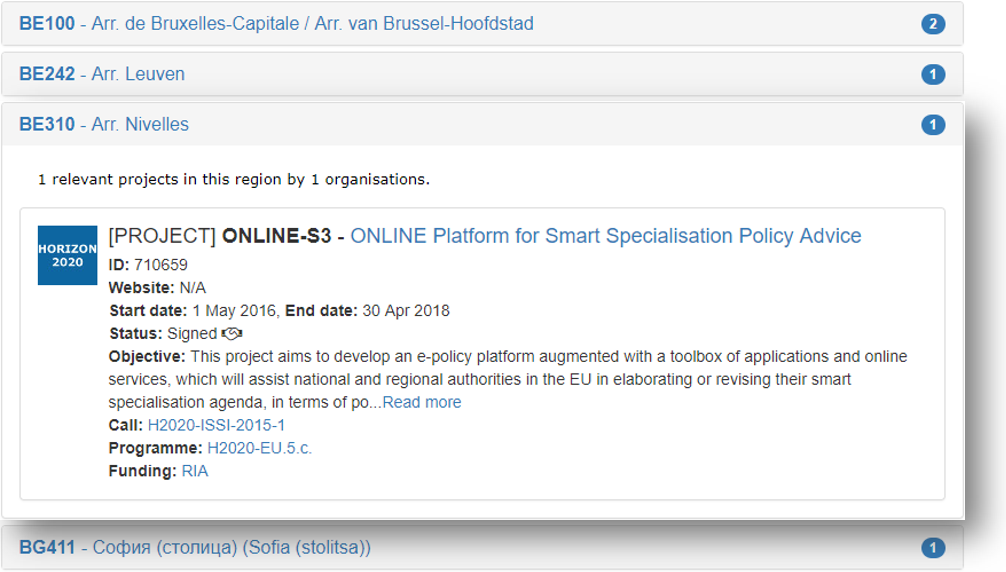 BE100 - Arr. de Bruxelles-Capitale / Arr. van Brussel-Hoofdstad 2
BE242 - Arr. Leuven 1
BE310 - Arr. Nivelles 1
1 relevant projects in this region by 1 organisations.
HORIZON
2020
[PROJECT] ONLINE-S3 - ONLINE Platform for Smart Specialisation Policy Advice
ID: 710659
Website: N/A
Start date: 1 May 2016, End date: 30 Apr 2018
Status: Signed
Objective: This project aims to develop an e-policy platform augmented with a toolbox of applications and online
services, which will assist national and regional authorities in the EU in elaborating or revising their smart
specialisation agenda, in terms of po...Read more
Call: H2020-ISSI-2015-1
Programme: H2020-EU.5.c.
Funding: RIA
BG411 - София (столица) (Sofia (stolitsa)) 1